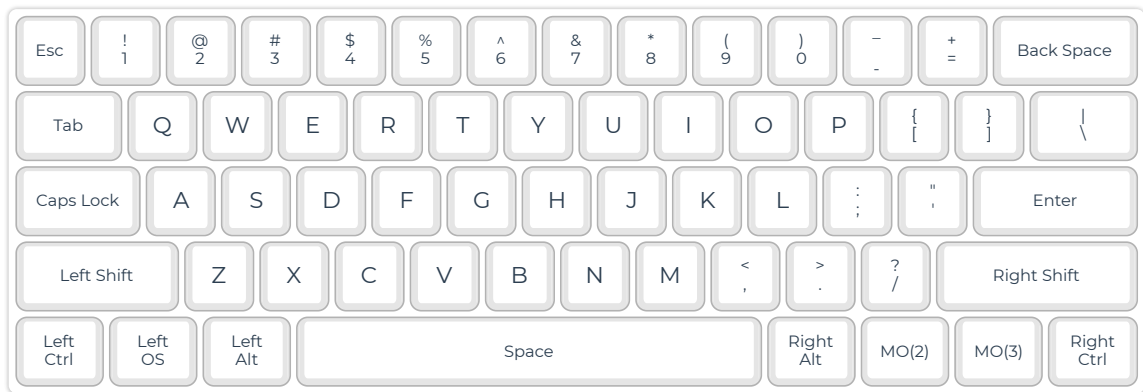 Esc ! 1 @ 2 # 3 $ 4 % 5 ^ 6 & 7 * 8 ( 9 ) 0 _ - + = Back Space
Tab Q W E R T Y U I O P { [ } ] | \
Caps Lock A S D F G H J K L : ; " ' Enter
Left Shift Z X C V B N M < , > . ? / Right Shift
Left Ctrl Left OS Left Alt Space Right Alt MO(2) MO(3) Right Ctrl